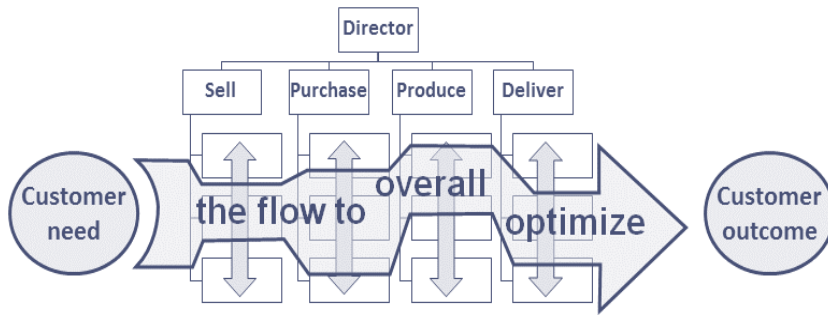 Director
Sell Purchase Produce Deliver
Customer
need
the flow to overall optimize
Customer
outcome